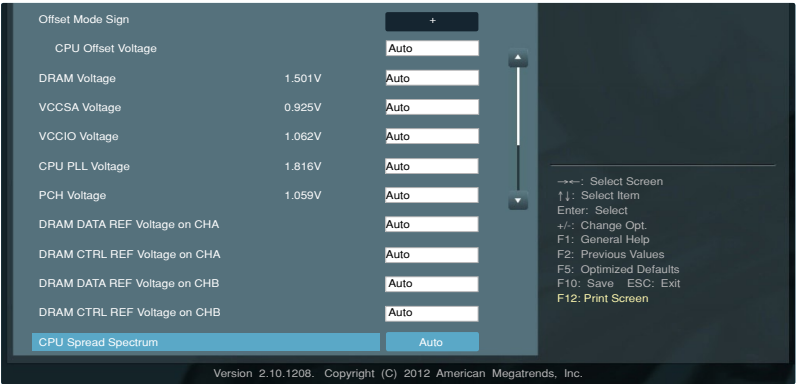 Offset Mode Sign +
CPU Offset Voltage Auto
DRAM Voltage 1.501V Auto
VCCSA Voltage 0.925V Auto
VCCIO Voltage 1.062V Auto
CPU PLL Voltage 1.816V Auto
PCH Voltage 1.059V Auto
DRAM DATA REF Voltage on CHA Auto
DRAM CTRL REF Voltage on CHA Auto
DRAM DATA REF Voltage on CHB Auto
DRAM CTRL REF Voltage on CHB Auto
CPU Spread Spectrum Auto
→←: Select Screen
↑↓: Select Item
Enter: Select
+/-: Change Opt.
F1: General Help
F2: Previous Values
F5: Optimized Defaults
F10: Save ESC: Exit
F12: Print Screen
Version 2.10.1208. Copyright (C) 2012 American Megatrends, Inc.